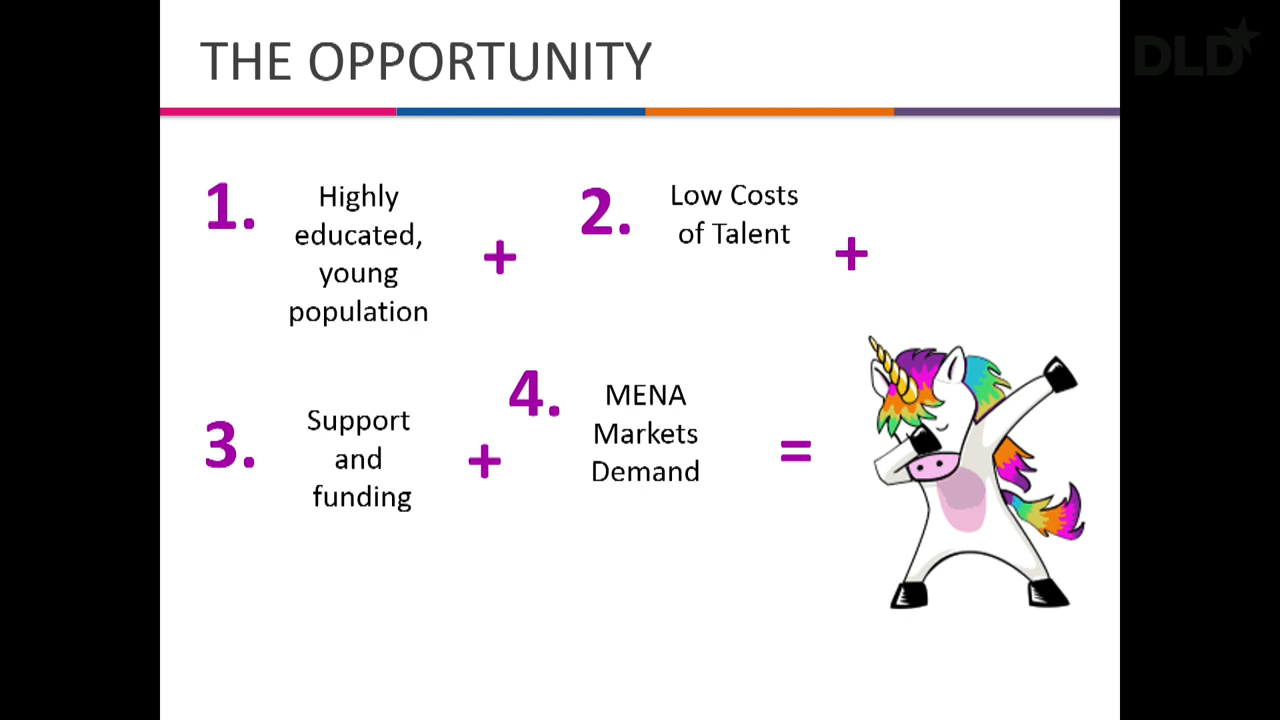 DLD
THE OPPORTUNITY
1.
Highly
educated,
young
population
+
2.
Low Costs
of Talent
+
3.
Support
and
funding
+
4.
MENA
Markets
Demand
=